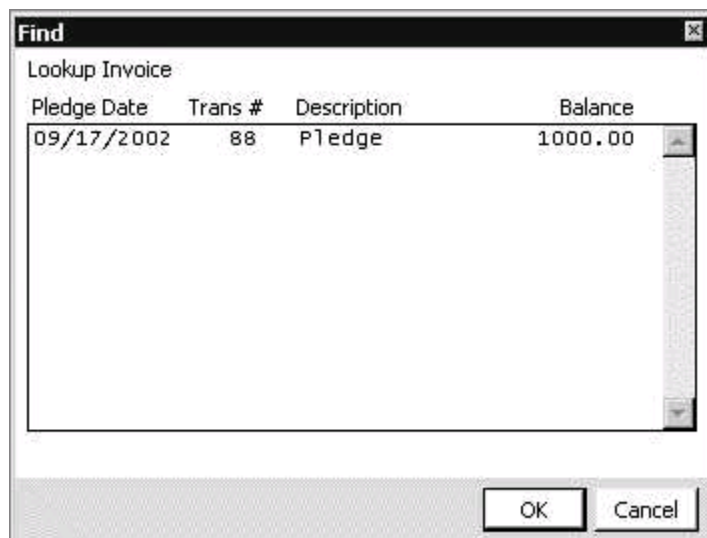 Find
Lookup Invoice
Pledge Date Trans # Description Balance
09/17/2002 88 Pledge 1000.00
OK Cancel